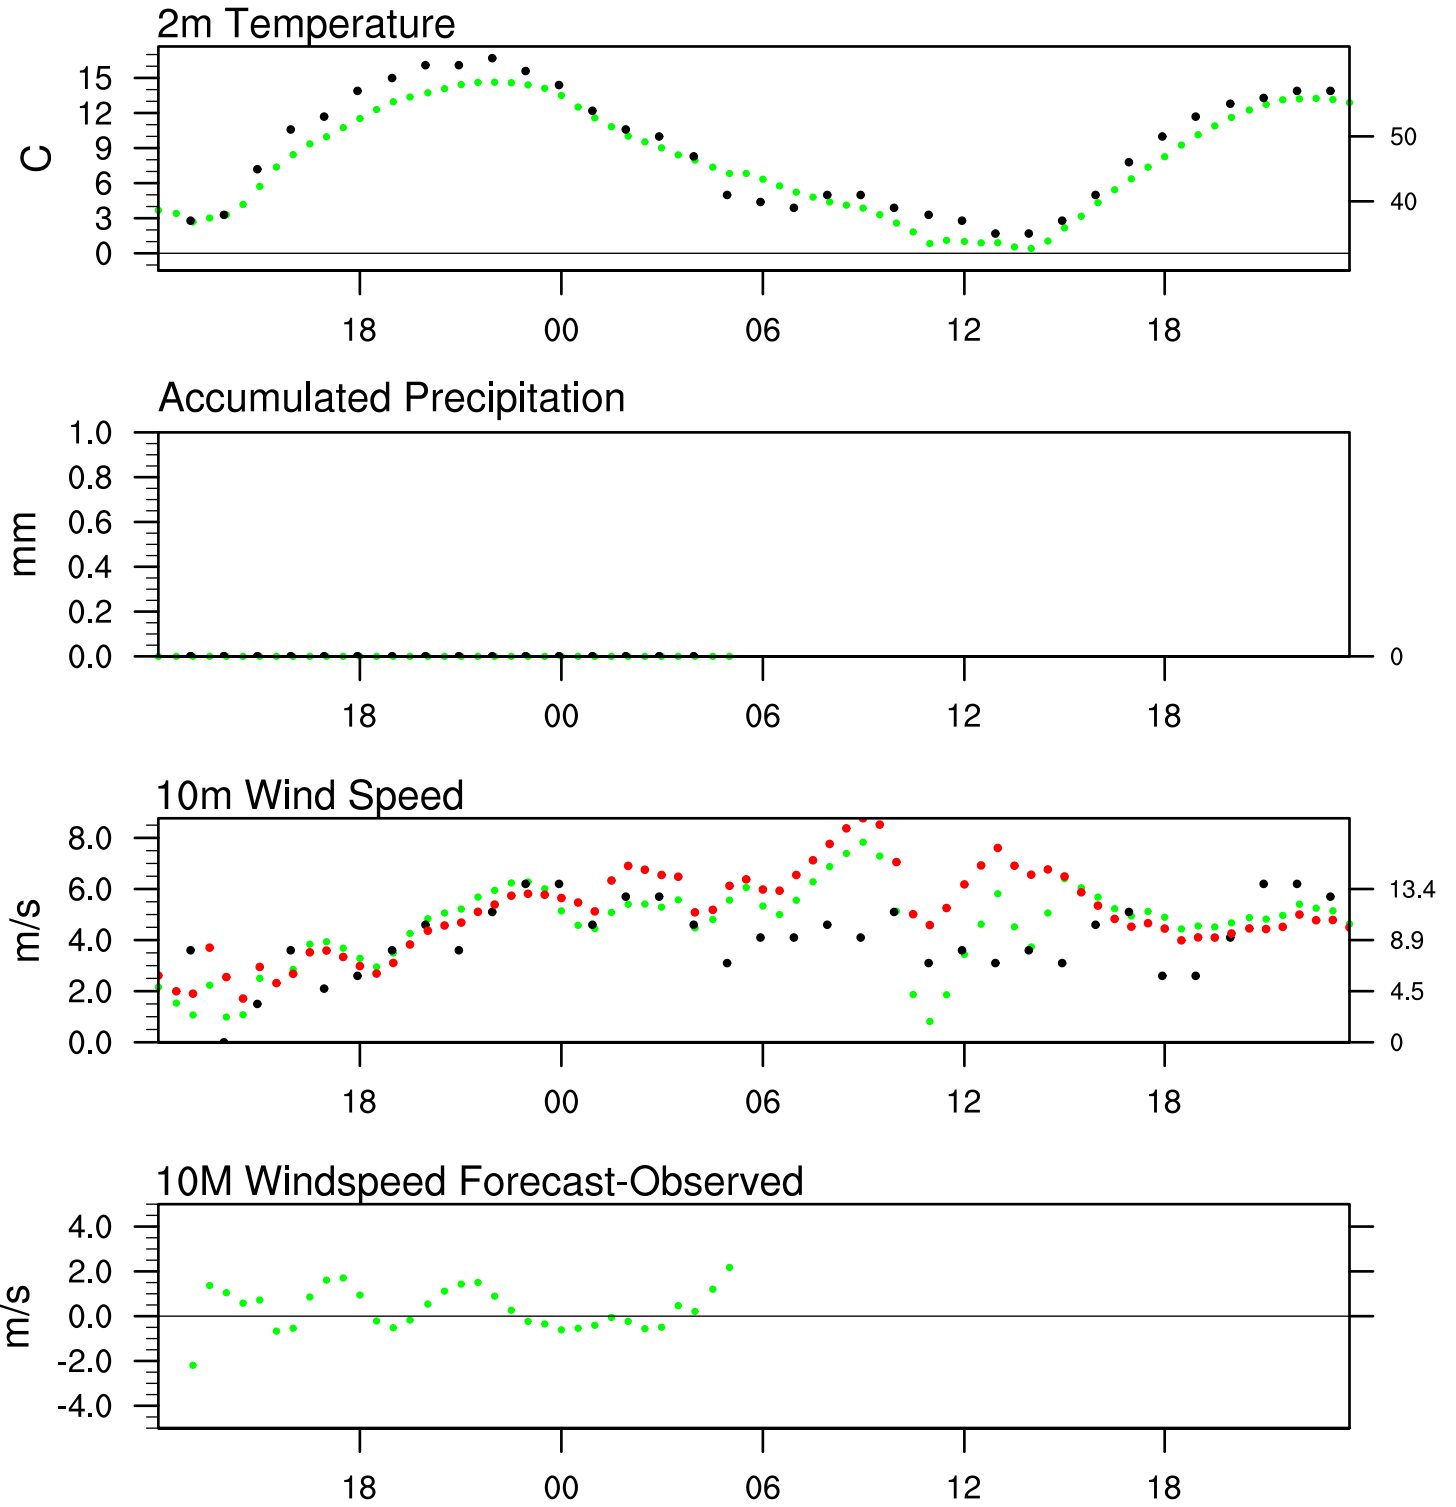 2m Temperature
15
12
9
6
3
0
C
50
40
18 00 06 12 18
Accumulated Precipitation
1.0
0.8
0.6
0.4
0.2
0.0
mm
0
18 00 06 12 18
10m Wind Speed
8.0
6.0
4.0
2.0
0.0
m/s
13.4
8.9
4.5
0
18 00 06 12 18
10M Windspeed Forecast-Observed
4.0
2.0
0.0
-2.0
-4.0
m/s
18 00 06 12 18